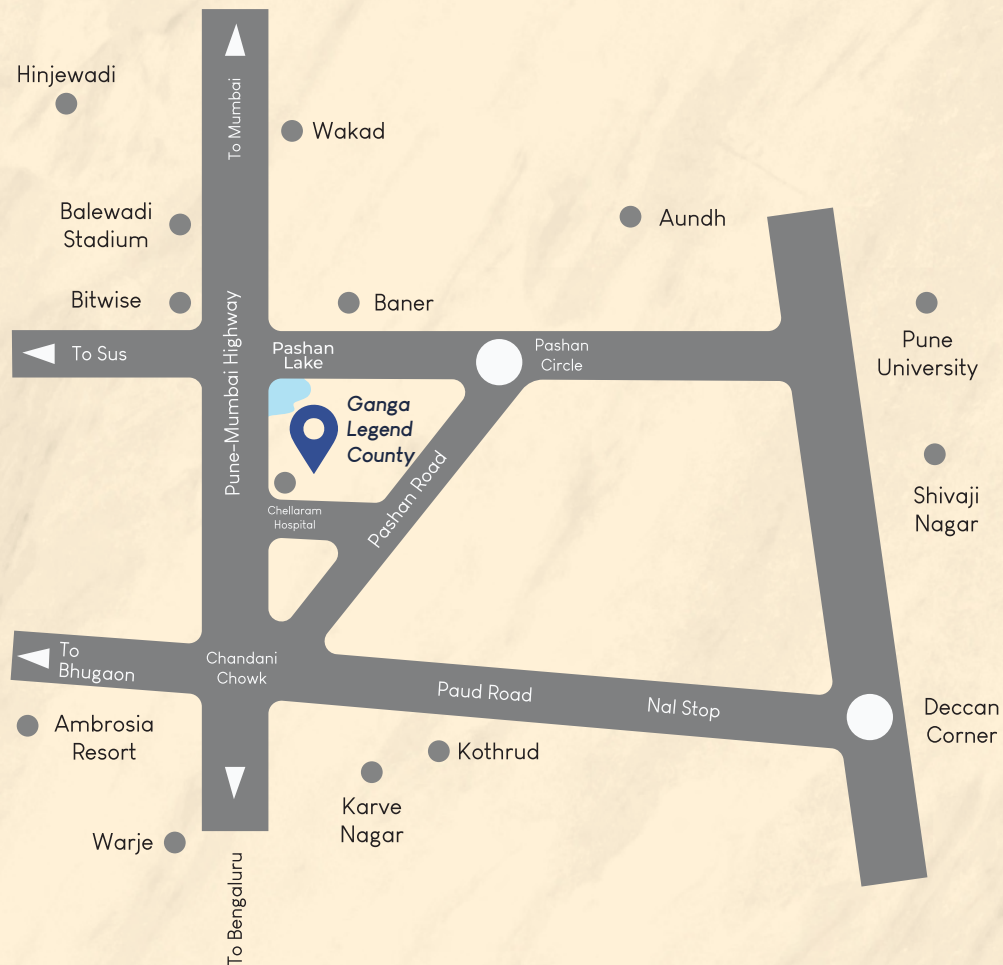 Hinjewadi
To Mumbai
Wakad
Balewadi
Stadium
Aundh
Bitwise
Baner
Pune-Mumbai Highway
To Sus
Pashan
Lake
Pashan
Circle
Pune
University
Ganga
Legend
County
Pashan Road
Chellaram
Hospital
Shivaji
Nagar
To
Bhugaon
Chandani
Chowk
Paud Road
Nal Stop
Deccan
Corner
Ambrosia
Resort
Kothrud
Karve
Nagar
Warje
To Bengaluru